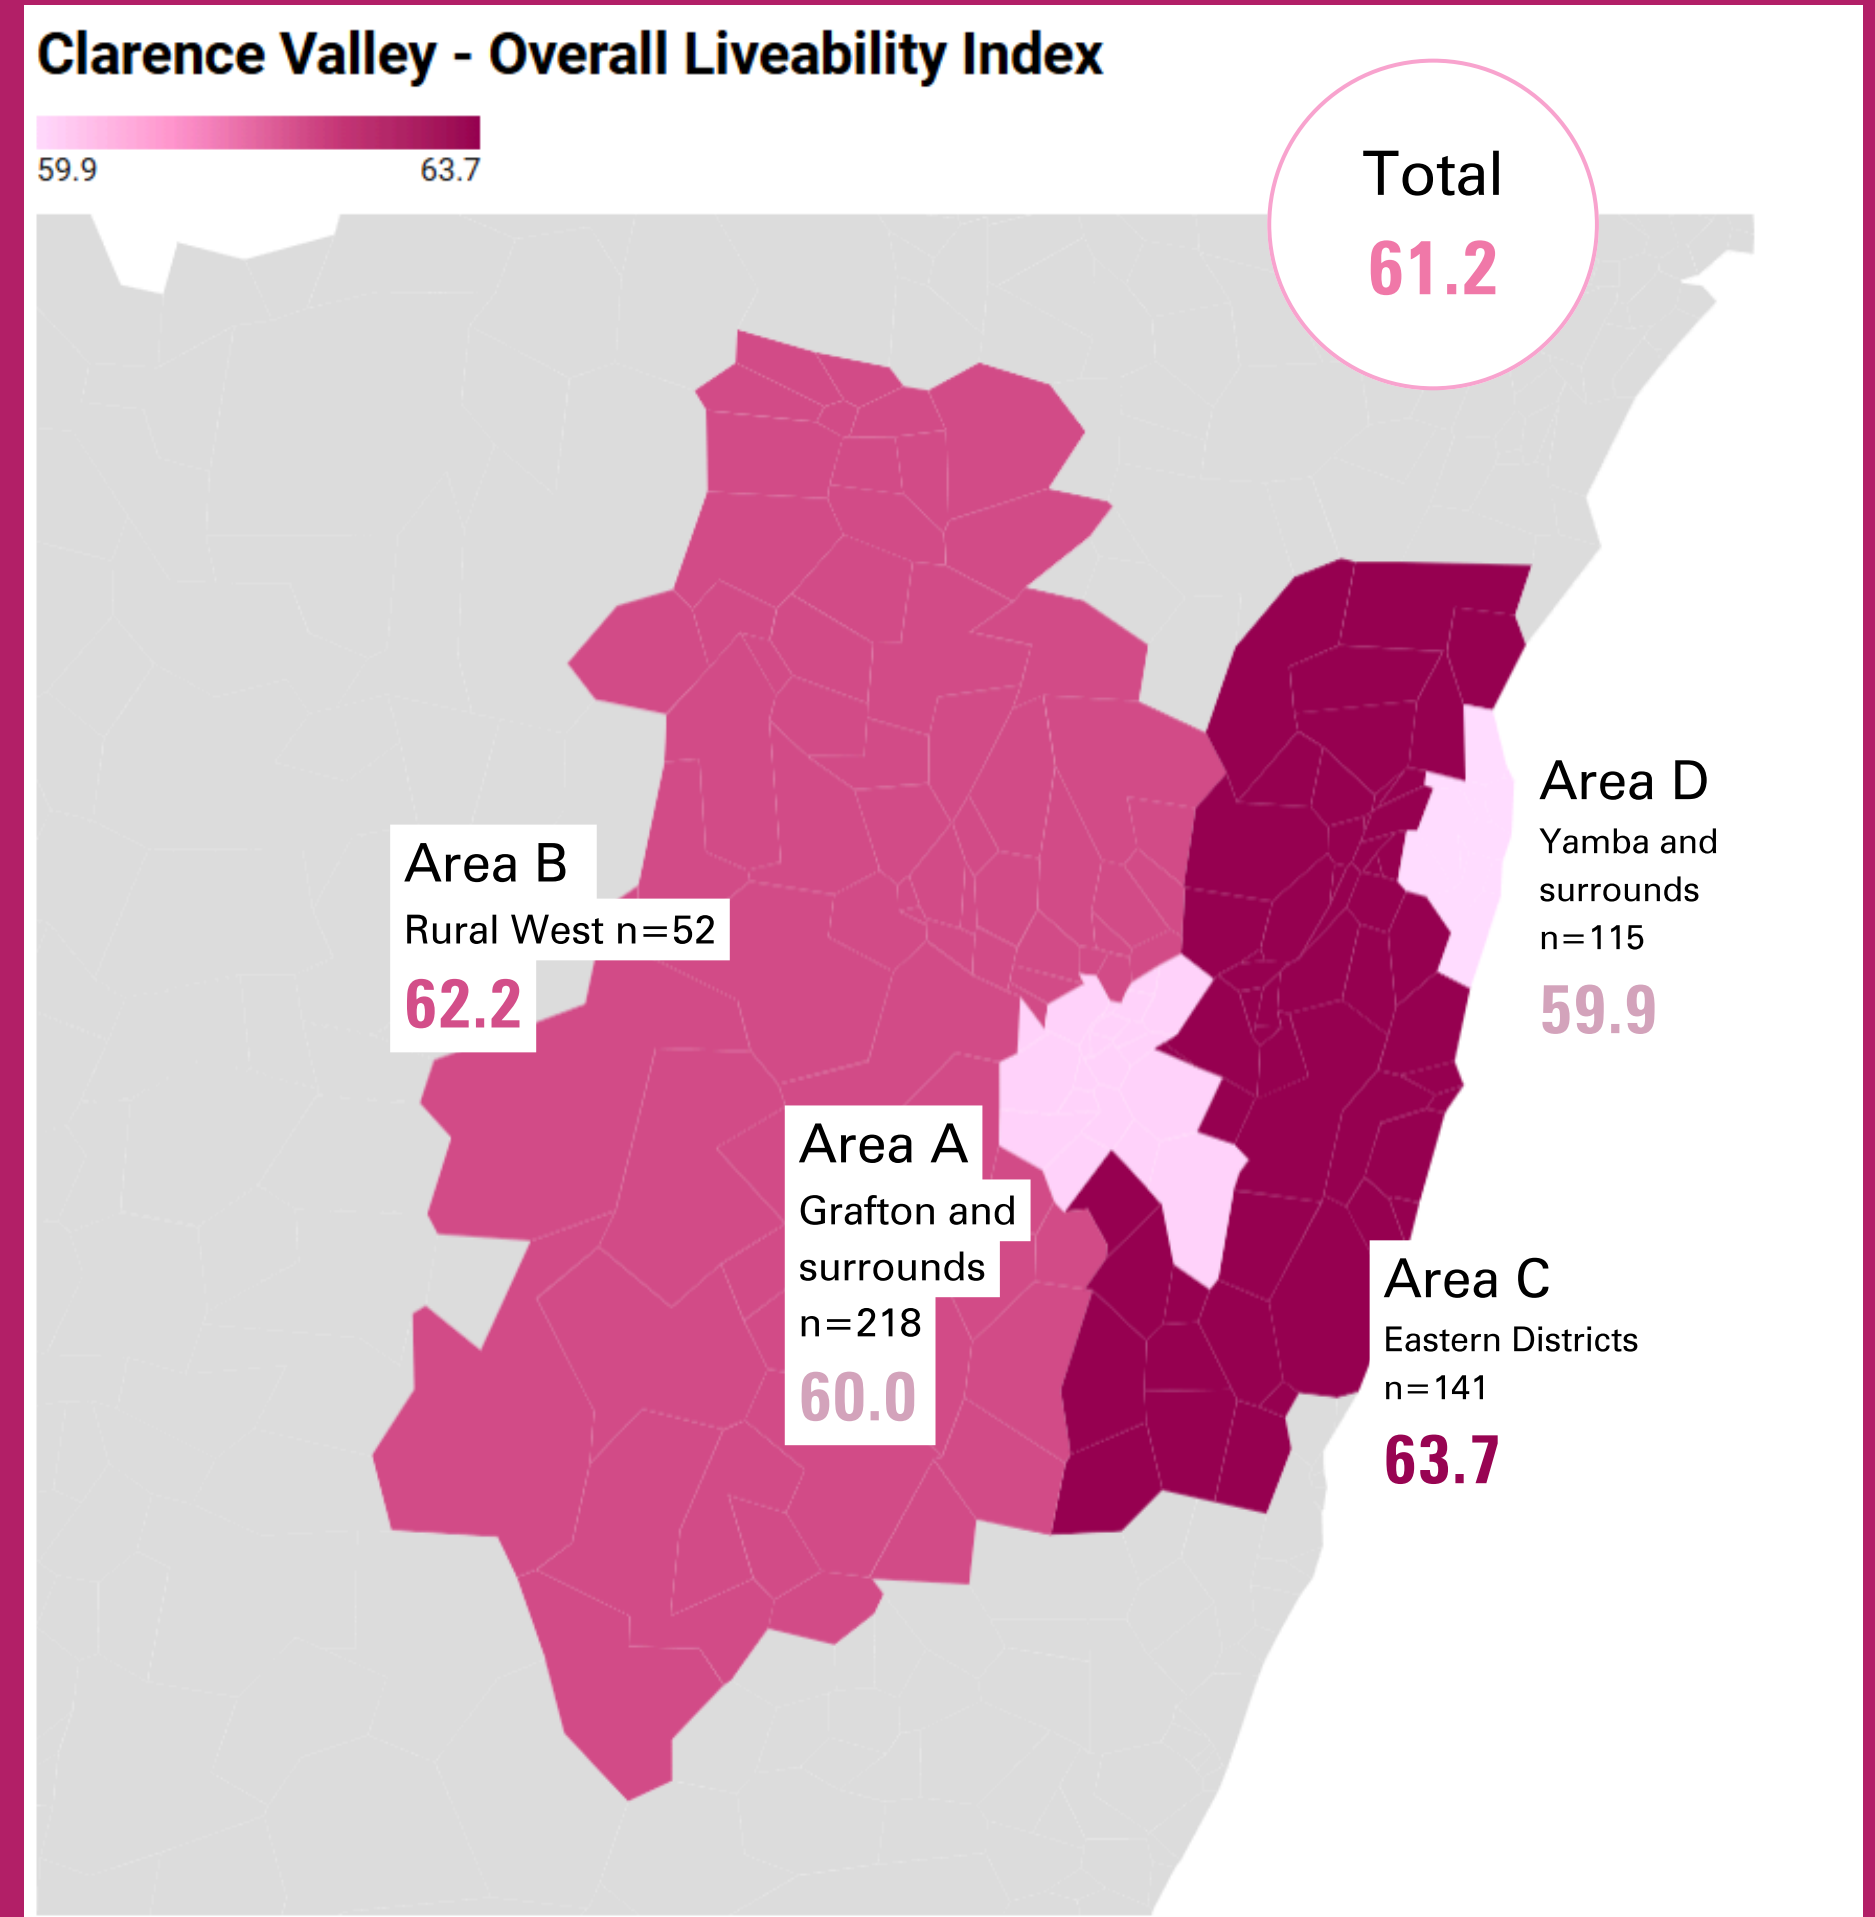 Clarence Valley - Overall Liveability Index
59.9 63.7
Total
61.2
Area D
Yamba and
surrounds
n=115
59.9
Area B
Rural West n=52
62.2
Area A
Grafton and
surrounds
n=218
60.0
Area C
Eastern Districts
n=141
63.7